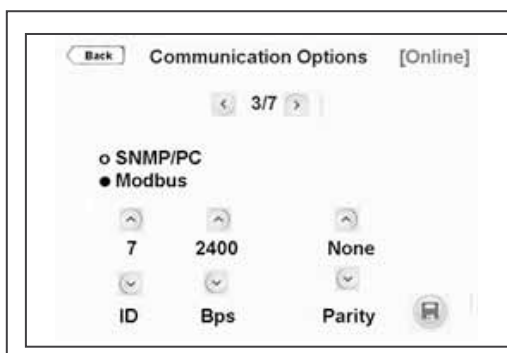 Back Communication Options [Online]
3/7
SNMP/PC
Modbus
7 2400 None
ID Bps Parity